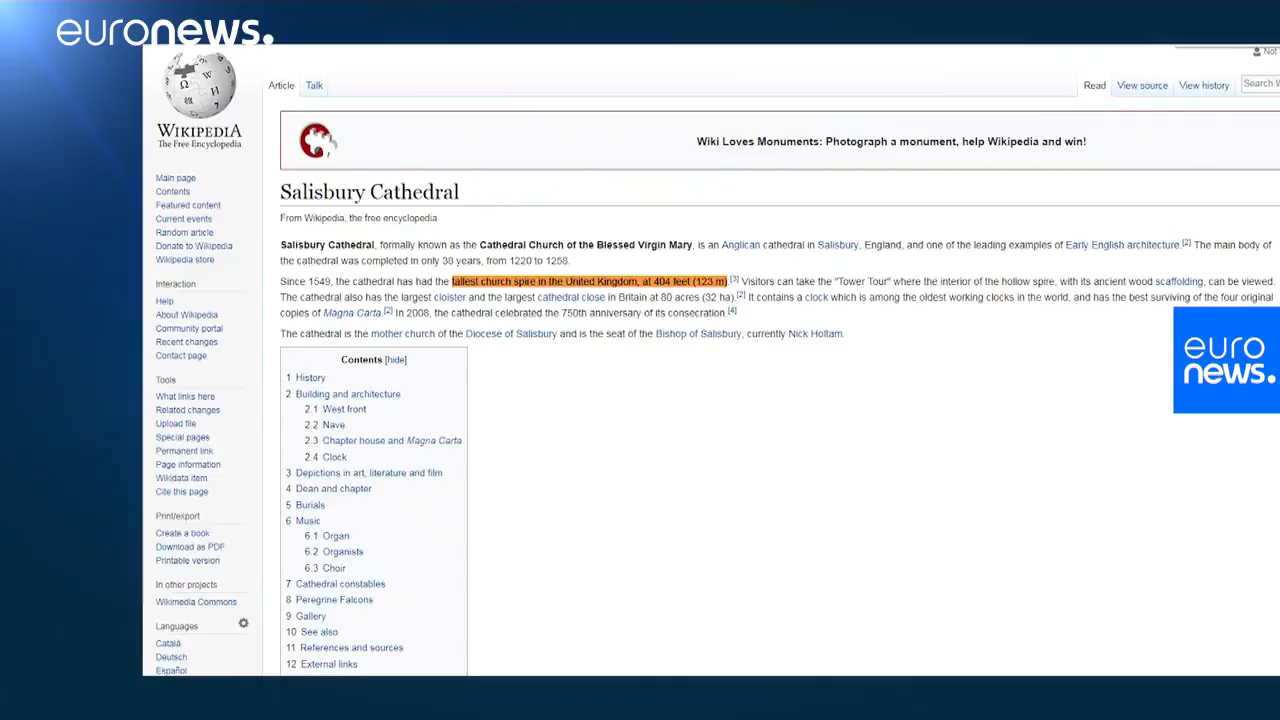 euronews.
Not
Article Talk Read View source View history Search W
WIKIPEDIA
The Free Encyclopedia
Wiki Loves Monuments: Photograph a monument, help Wikipedia and win!
Main page
Contents
Featured content
Current events
Random article
Donate to Wikipedia
Wikipedia store
Interaction
Help
About Wikipedia
Community portal
Recent changes
Contact page
Tools
What links here
Related changes
Upload file
Special pages
Permanent link
Page information
Wikidata item
Cite this page
Print/export
Create a book
Download as PDF
Printable version
In other projects
Wikimedia Commons
Languages
Català
Deutsch
Español
Salisbury Cathedral
From Wikipedia, the free encyclopedia
Salisbury Cathedral, formally known as the Cathedral Church of the Blessed Virgin Mary, is an Anglican cathedral in Salisbury, England, and one of the leading examples of Early English architecture.[2] The main body of
the cathedral was completed in only 38 years, from 1220 to 1258.
Since 1549, the cathedral has had the tallest church spire in the United Kingdom, at 404 feet (123 m).[3] Visitors can take the "Tower Tour" where the interior of the hollow spire, with its ancient wood scaffolding, can be viewed.
The cathedral also has the largest cloister and the largest cathedral close in Britain at 80 acres (32 ha).[2] It contains a clock which is among the oldest working clocks in the world, and has the best surviving of the four original
copies of Magna Carta.[2] In 2008, the cathedral celebrated the 750th anniversary of its consecration.[4]
The cathedral is the mother church of the Diocese of Salisbury and is the seat of the Bishop of Salisbury, currently Nick Holtam.
Contents [hide]
1 History
2 Building and architecture
2.1 West front
2.2 Nave
2.3 Chapter house and Magna Carta
2.4 Clock
3 Depictions in art, literature and film
4 Dean and chapter
5 Burials
6 Music
6.1 Organ
6.2 Organists
6.3 Choir
7 Cathedral constables
8 Peregrine Falcons
9 Gallery
10 See also
11 References and sources
12 External links
euro
news.